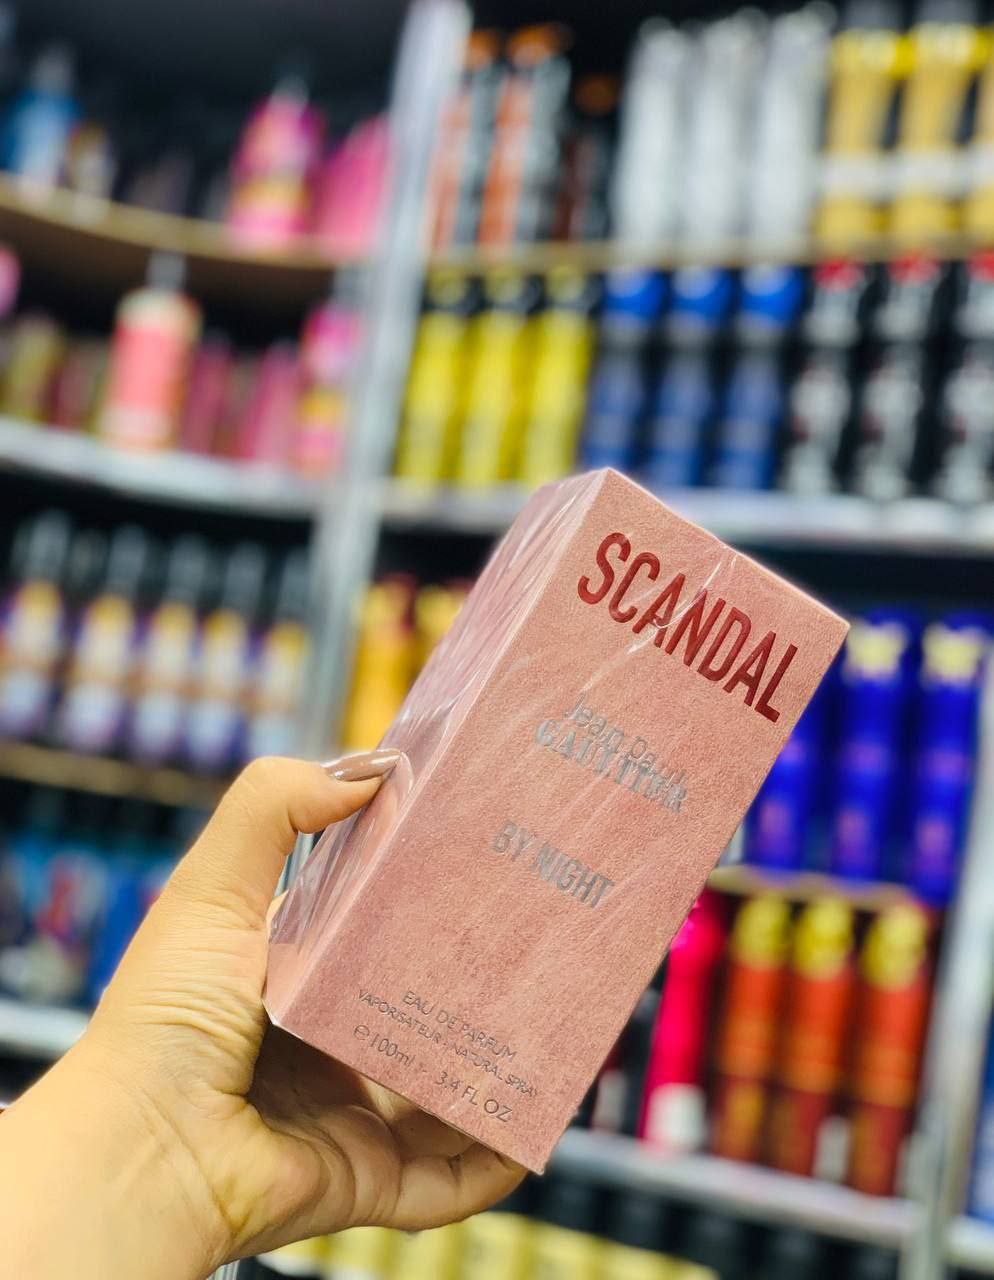 SCANDAL
Jean Paul
GAULTIER
BY NIGHT
EAU DE PARFUM
VAPORISATEUR / NATURAL SPRAY
e 100ml - 3.4 FL OZ